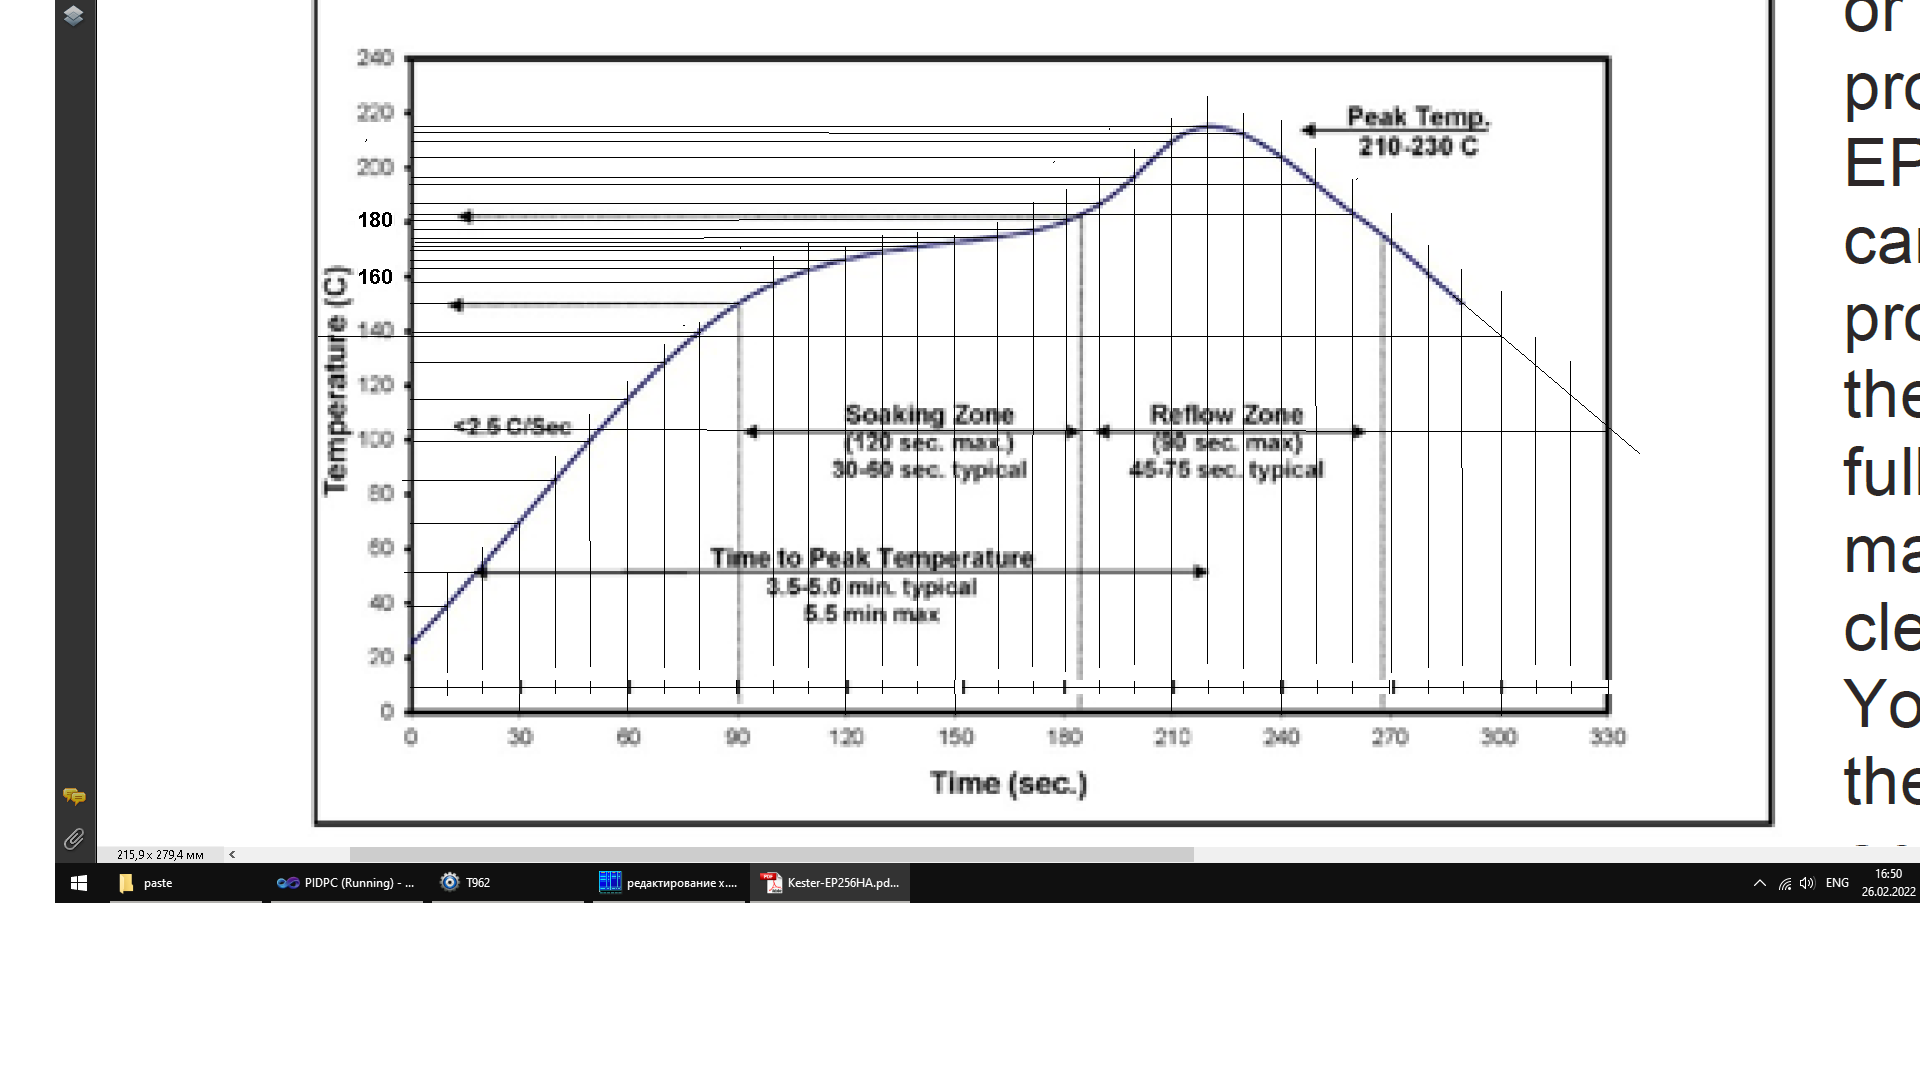 or
240
220
200
180
160
140
120
100
80
60
40
20
0
Temperature (C)
Peak Temp.
210-230 C
<2.5 C/Sec
Soaking Zone
(120 sec. max.)
30-60 sec. typical
Reflow Zone
(90 sec. max)
45-75 sec. typical
Time to Peak Temperature
3.5-5.0 min. typical
5.5 min max
0 30 60 90 120 150 180 210 240 270 300 330
Time (sec.)
pro
EP
car
pro
the
full
ma
cle
Yo
the
215,9 x 279,4 мм
paste
PIDPC (Running) - ...
T962
редактирование x....
Kester-EP256HA.pd...
ENG
16:50
26.02.2022